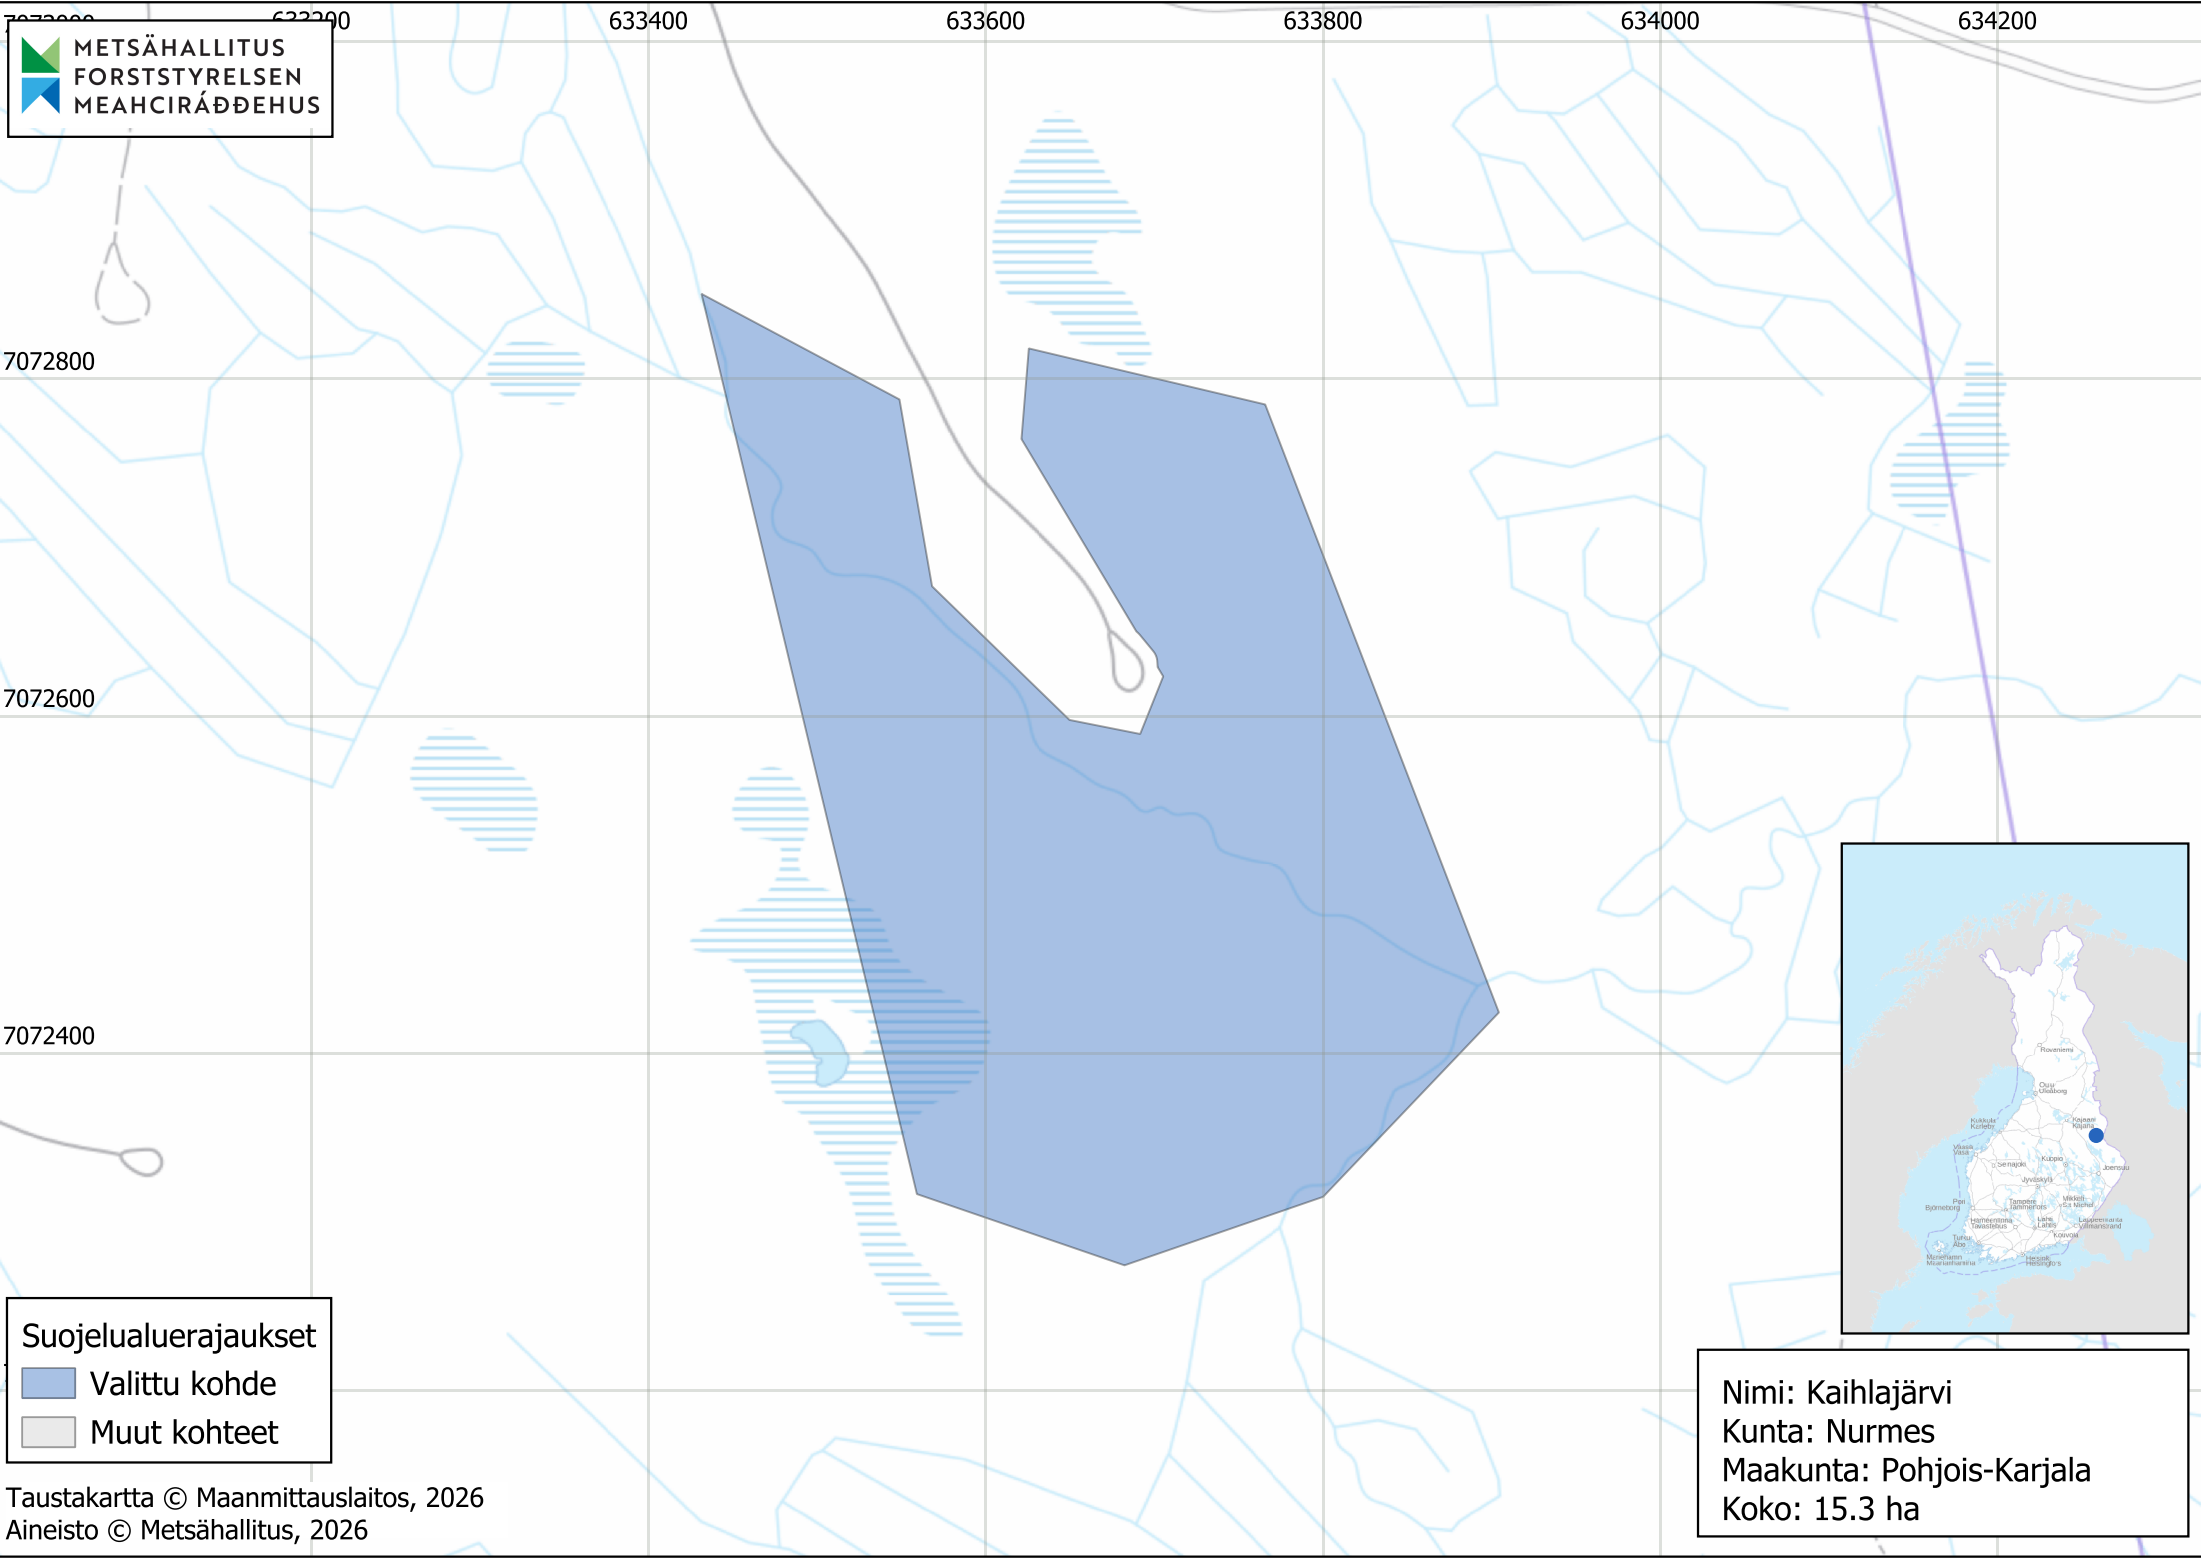 633400
633600
633800
634000
634200
METSÄHALLITUS
FORSTSTYRELSEN
MEAHCIRÁĐĐEHUS
7072800
7072600
7072400
Rovaniemi
Oulu
Uleåborg
Kajaani
Kajana
Kokkola
Karleby
Vaasa
Vasa
Seinäjoki
Kuopio
Joensuu
Jyväskylä
Pori
Björneborg
Tampere
Tammerfors
Mikkeli
S:t Michel
Hämeenlinna
Tavastehus
Lahti
Lahtis
Lappeenranta
Villmanstrand
Kouvola
Turku
Åbo
Helsinki
Helsingfors
Suojelualuerajaukset
Valittu kohde
Muut kohteet
Nimi: Kaihlajärvi
Kunta: Nurmes
Maakunta: Pohjois-Karjala
Koko: 15.3 ha
Taustakartta © Maanmittauslaitos, 2026
Aineisto © Metsähallitus, 2026